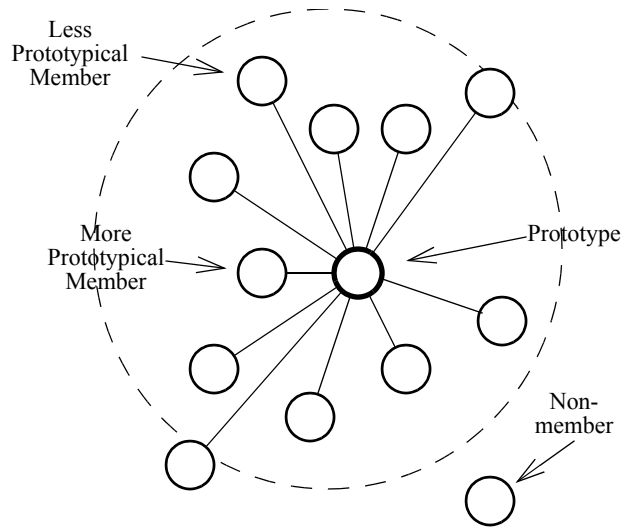 Less
Prototypical
Member
More
Prototypical
Member
Prototype
Non-
member